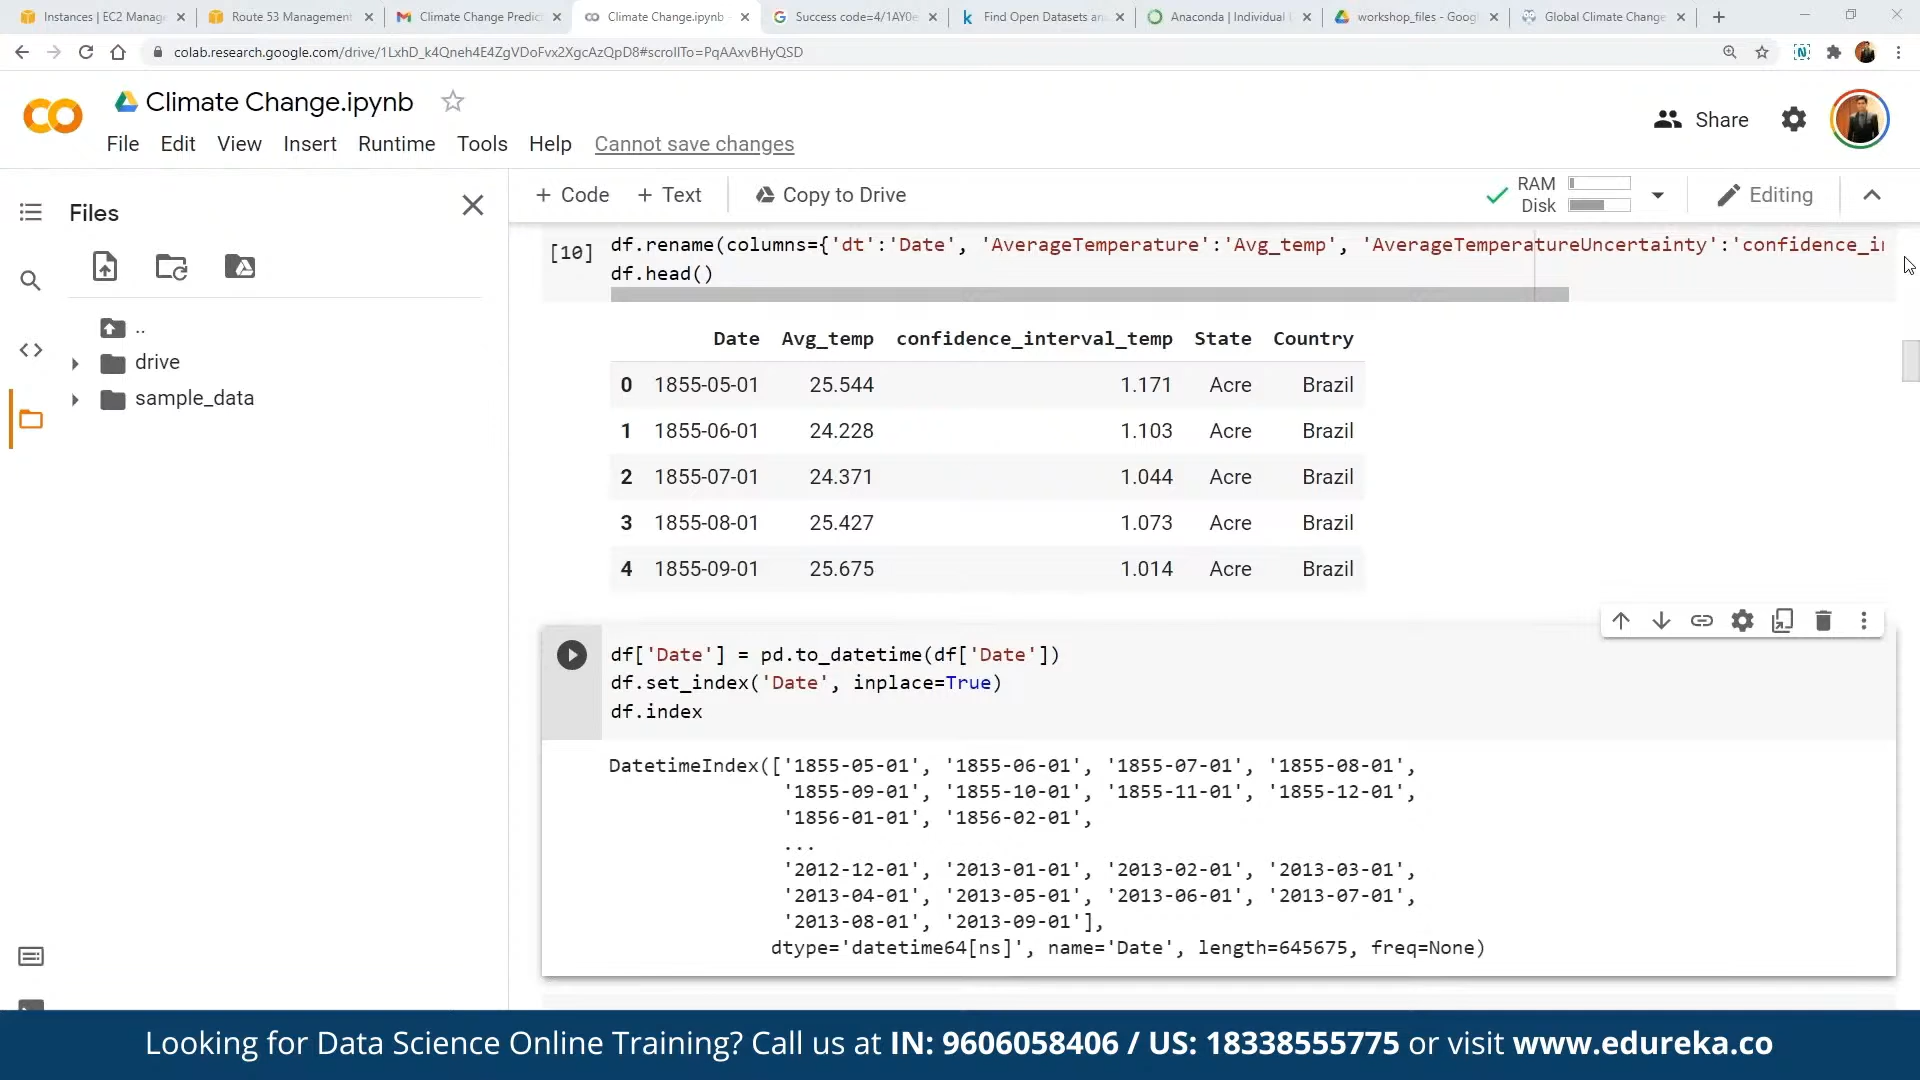 Instances | EC2 Manage
Route 53 Management
Climate Change Predic
Climate Change.ipynb -
Success code=4/1AY0e
Find Open Datasets an
Anaconda | Individual
workshop_files - Googl
Global Climate Change
colab.research.google.com/drive/1LxhD_k4Qneh4E4ZgVDoFvx2XgcAzQpD8#scrollTo=PqAAxvBHyQSD
Climate Change.ipynb
File Edit View Insert Runtime Tools Help Cannot save changes
Share
Files
+ Code + Text Copy to Drive
RAM
Disk
Editing
..
drive
sample_data
[10] df.rename(columns={'dt':'Date', 'AverageTemperature':'Avg_temp', 'AverageTemperatureUncertainty':'confidence_in
df.head()
Date Avg_temp confidence_interval_temp State Country
0 1855-05-01 25.544 1.171 Acre Brazil
1 1855-06-01 24.228 1.103 Acre Brazil
2 1855-07-01 24.371 1.044 Acre Brazil
3 1855-08-01 25.427 1.073 Acre Brazil
4 1855-09-01 25.675 1.014 Acre Brazil
df['Date'] = pd.to_datetime(df['Date'])
df.set_index('Date', inplace=True)
df.index
DatetimeIndex(['1855-05-01', '1855-06-01', '1855-07-01', '1855-08-01',
'1855-09-01', '1855-10-01', '1855-11-01', '1855-12-01',
'1856-01-01', '1856-02-01',
...
'2012-12-01', '2013-01-01', '2013-02-01', '2013-03-01',
'2013-04-01', '2013-05-01', '2013-06-01', '2013-07-01',
'2013-08-01', '2013-09-01'],
dtype='datetime64[ns]', name='Date', length=645675, freq=None)
Looking for Data Science Online Training? Call us at IN: 9606058406 / US: 18338555775 or visit www.edureka.co